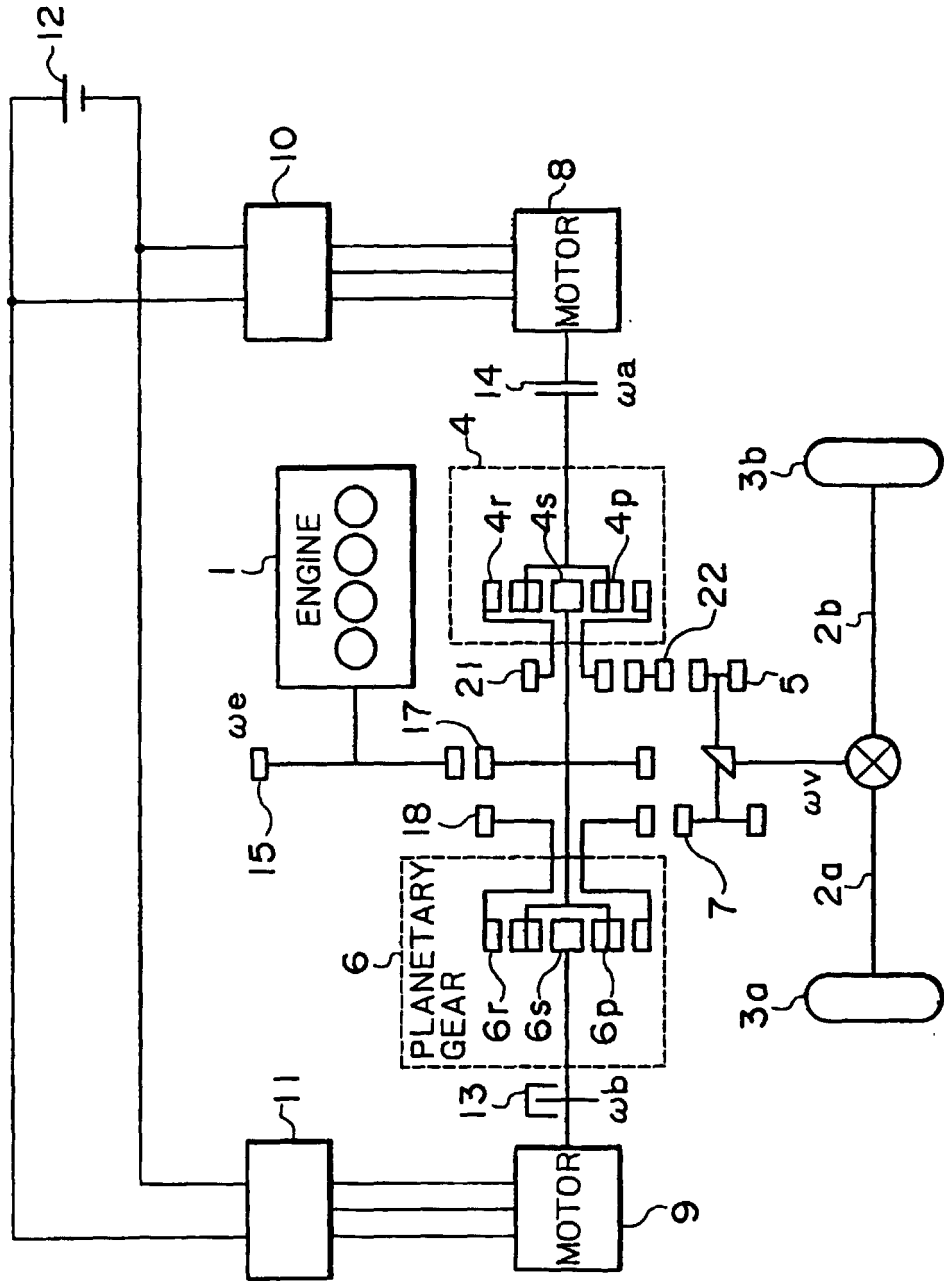 12
10
8
MOTOR
14
ωa
4
4r
4s
4p
1
ENGINE
ωe
15
17
18
21
22
5
7
ωv
3b
2b
2a
3a
6
PLANETARY
GEAR
6r
6s
6p
13
ωb
11
MOTOR
9